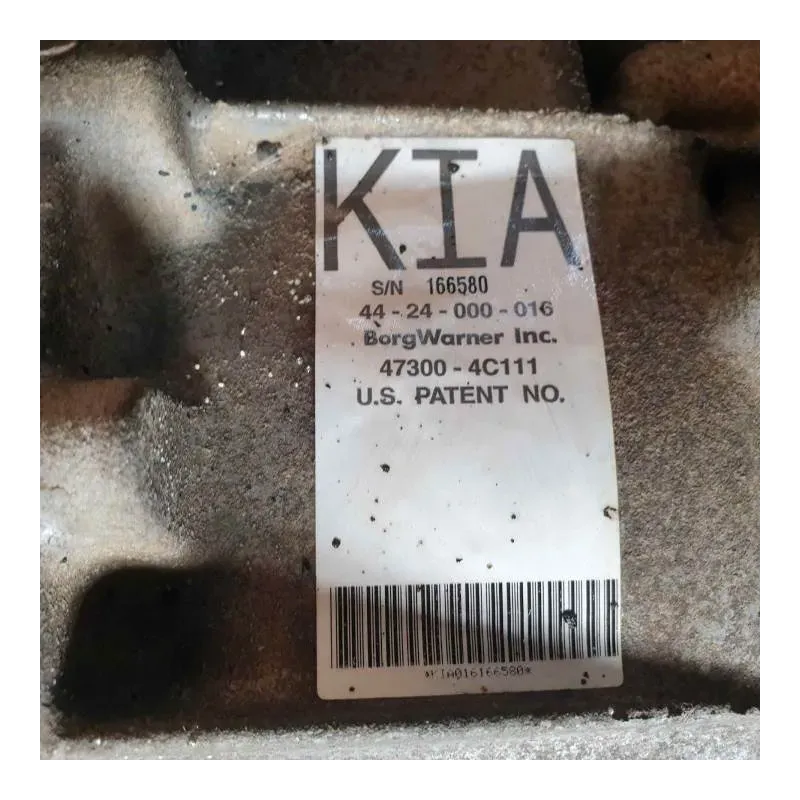 KIA
S/N 166580
44 - 24 - 000 - 016
BorgWarner Inc.
47300 - 4C111
U.S. PATENT NO.
*KIA016166580*